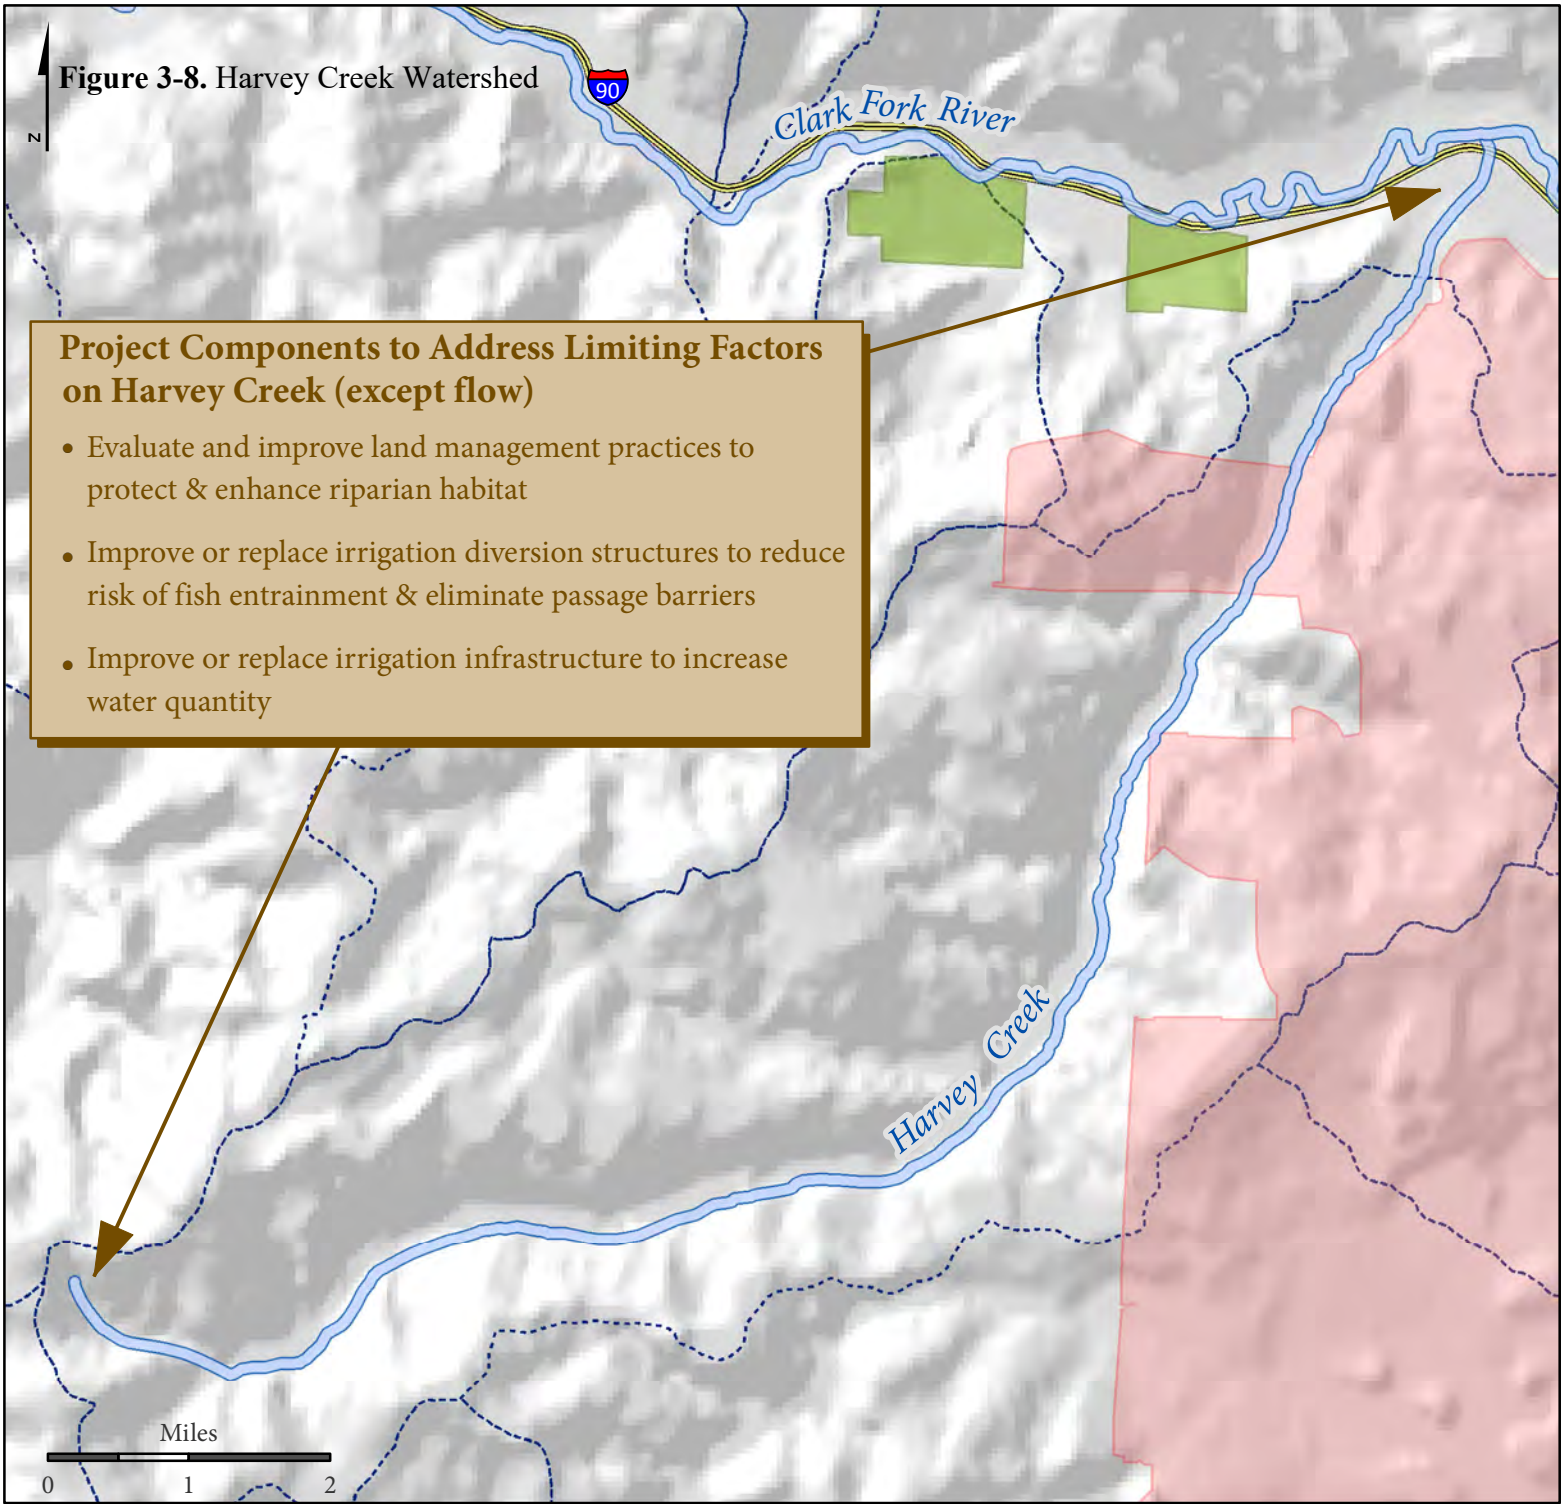 Figure 3-8. Harvey Creek Watershed
90
Clark Fork River
N
Project Components to Address Limiting Factors
on Harvey Creek (except flow)
• Evaluate and improve land management practices to
protect & enhance riparian habitat
• Improve or replace irrigation diversion structures to reduce
risk of fish entrainment & eliminate passage barriers
• Improve or replace irrigation infrastructure to increase
water quantity
Harvey Creek
Miles
0 1 2